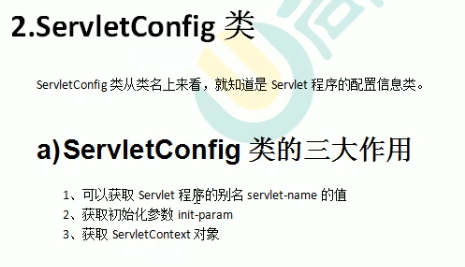 2.ServletConfig 类
ServletConfig 类从类名上来看，就知道是 Servlet 程序的配置信息类。
a)ServletConfig 类的三大作用
1、可以获取 Servlet 程序的别名 servlet-name 的值
2、获取初始化参数 init-param
3、获取 ServletContext 对象